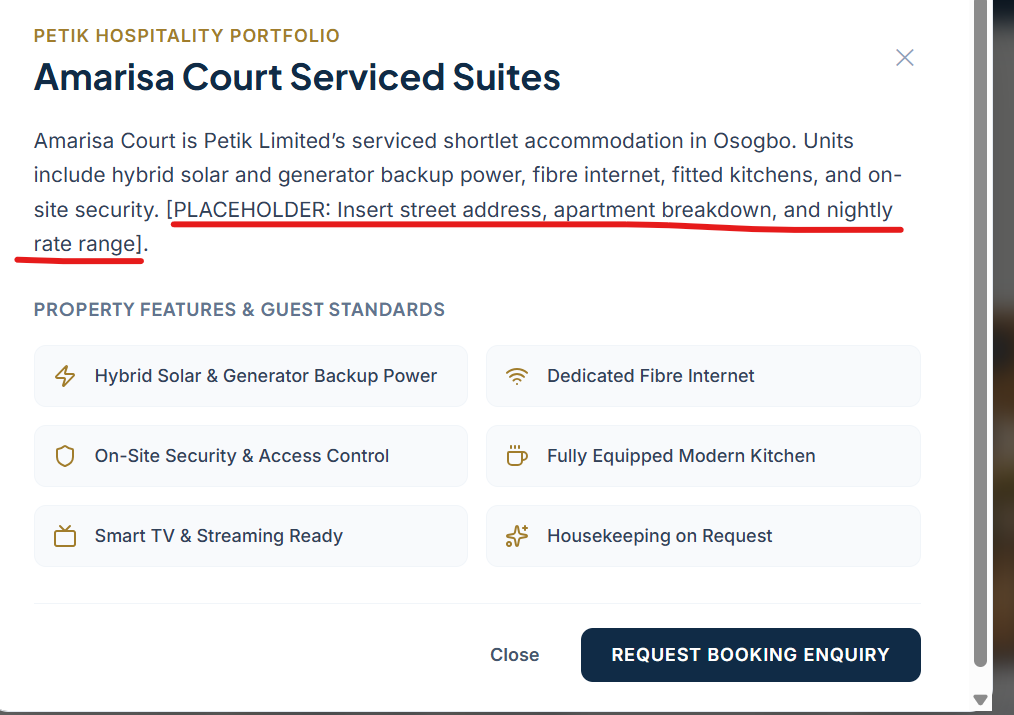 PETIK HOSPITALITY PORTFOLIO
Amarisa Court Serviced Suites
Amarisa Court is Petik Limited’s serviced shortlet accommodation in Osogbo. Units
include hybrid solar and generator backup power, fibre internet, fitted kitchens, and on-
site security. [PLACEHOLDER: Insert street address, apartment breakdown, and nightly
rate range].
PROPERTY FEATURES & GUEST STANDARDS
Hybrid Solar & Generator Backup Power
Dedicated Fibre Internet
On-Site Security & Access Control
Fully Equipped Modern Kitchen
Smart TV & Streaming Ready
Housekeeping on Request
Close
REQUEST BOOKING ENQUIRY